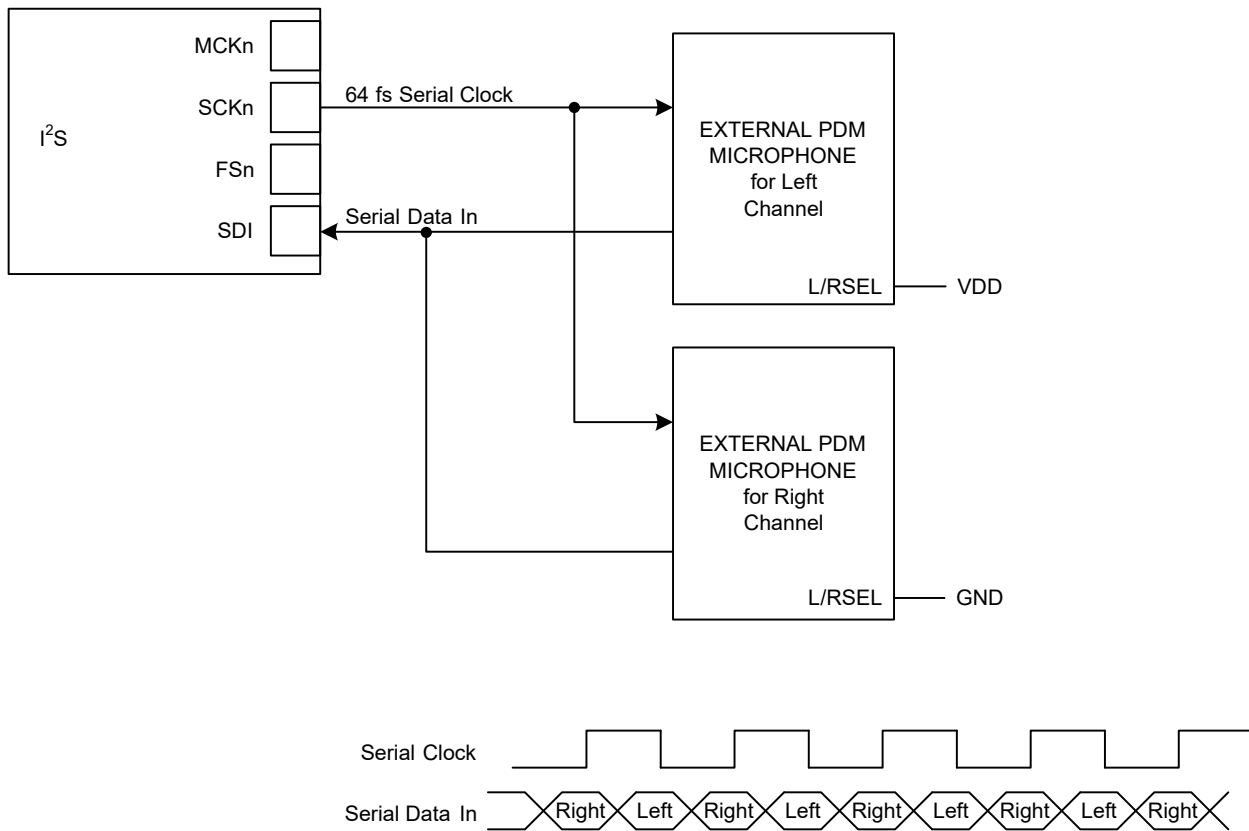 MCKn
SCKn
I²S
FSn
SDI
64 fs Serial Clock
Serial Data In
EXTERNAL PDM
MICROPHONE
for Left
Channel
L/RSEL
VDD
EXTERNAL PDM
MICROPHONE
for Right
Channel
L/RSEL
GND
Serial Clock
Serial Data In
Right Left Right Left Right Left Right Left Right